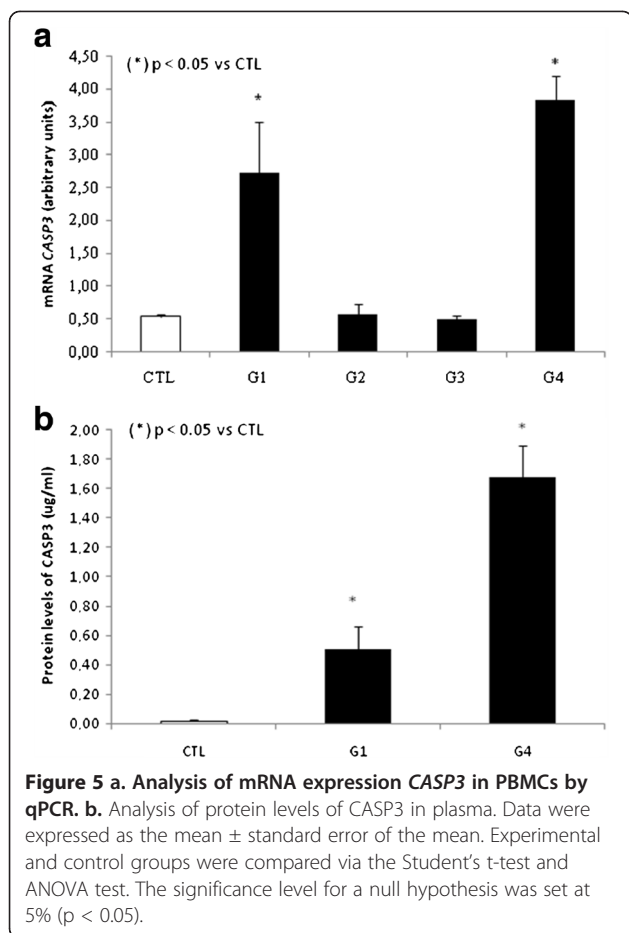 a
(*) p < 0.05 vs CTL
mRNA CASP3 (arbitrary units)
4,50
4,00
3,50
3,00
2,50
2,00
1,50
1,00
0,50
0,00
*
*
CTL G1 G2 G3 G4
b
(*) p < 0.05 vs CTL
Protein levels of CASP3 (ug/ml)
2,00
1,80
1,60
1,40
1,20
1,00
0,80
0,60
0,40
0,20
0,00
*
*
CTL G1 G4
Figure 5 a. Analysis of mRNA expression CASP3 in PBMCs by
qPCR. b. Analysis of protein levels of CASP3 in plasma. Data were
expressed as the mean ± standard error of the mean. Experimental
and control groups were compared via the Student's t-test and
ANOVA test. The significance level for a null hypothesis was set at
5% (p < 0.05).